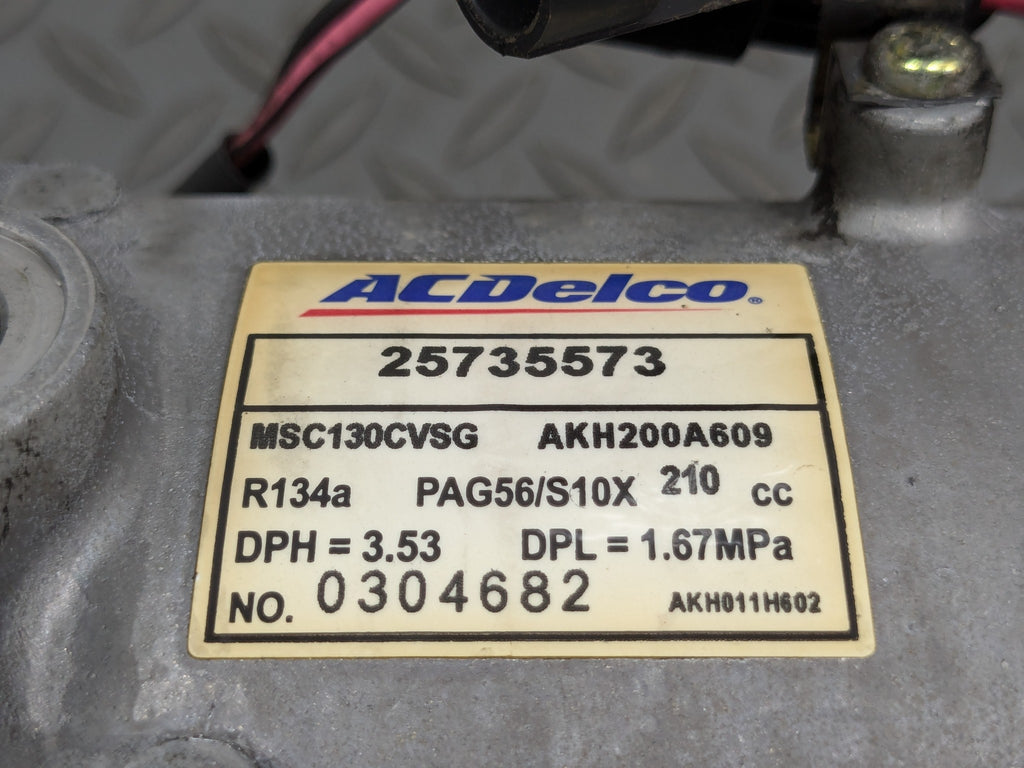 ACDelco®
25735573
MSC130CVSG AKH200A609
R134a PAG56/S10X 210 cc
DPH = 3.53 DPL = 1.67MPa
NO. 0304682 AKH011H602